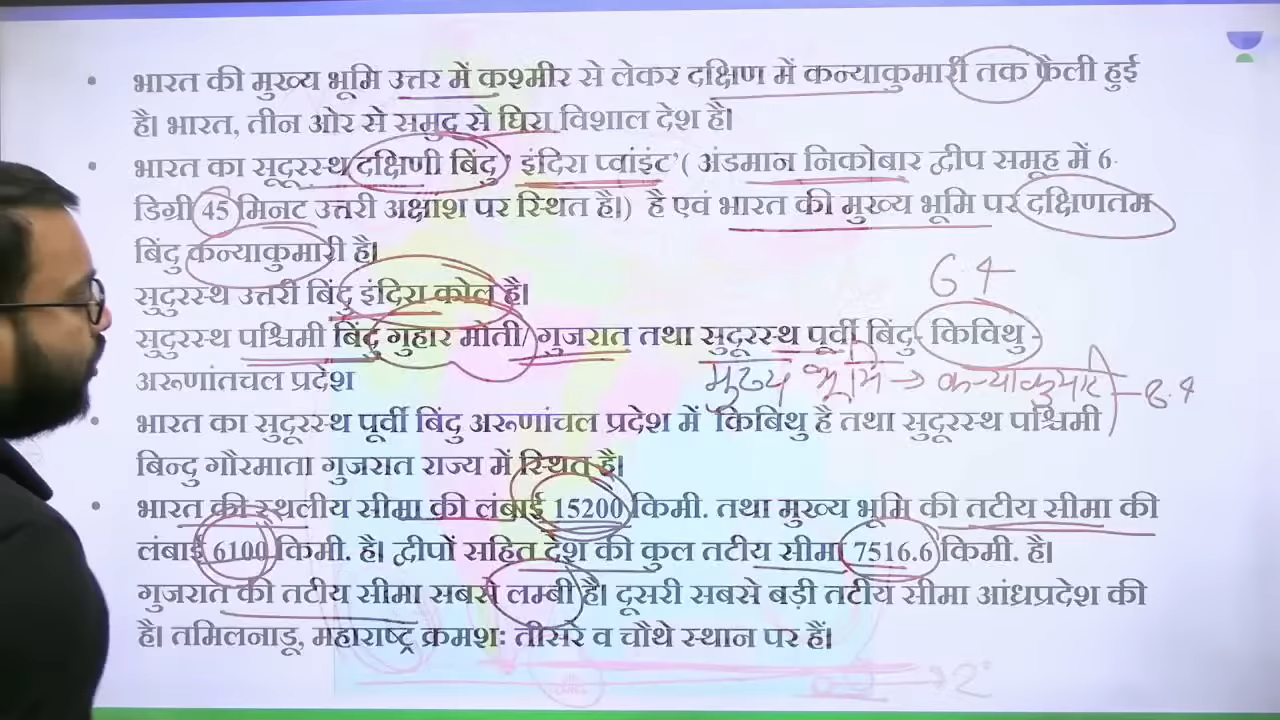 • भारत की मुख्य भूमि उत्तर में कश्मीर से लेकर दक्षिण में कन्याकुमारी तक फैली हुई
है। भारत, तीन ओर से समुद्र से घिरा विशाल देश है।
• भारत का सूदूरस्थ दक्षिणी बिंदु ' इंदिरा प्वांइंट' ( अंडमान निकोबार द्वीप समूह में 6
डिग्री 45 मिनट उत्तरी अक्षांश पर स्थित है।) है एवं भारत की मुख्य भूमि पर दक्षिणतम
बिंदु कन्याकुमारी है।
6.4
सुदुरस्थ उत्तरी बिंदु इंदिरा कोल है।
सुदुरस्थ पश्चिमी बिंदु गुहार मोती/ गुजरात तथा सुदूरस्थ पूर्वी बिंदु- किविथु -
अरूणांतचल प्रदेश
मुख्य भूमि → कन्याकुमारी - 8.4
• भारत का सुदूरस्थ पूर्वी बिंदु अरूणांचल प्रदेश में किबिथु है तथा सुदूरस्थ पश्चिमी
बिन्दु गौरमाता गुजरात राज्य में स्थित है।
• भारत की स्थलीय सीमा की लंबाई 15200 किमी. तथा मुख्य भूमि की तटीय सीमा की
लंबाई 6100 किमी. है। द्वीपों सहित देश की कुल तटीय सीमा 7516.6 किमी. है।
गुजरात की तटीय सीमा सबसे लम्बी है। दूसरी सबसे बड़ी तटीय सीमा आंध्रप्रदेश की
है। तमिलनाडू, महाराष्ट्र क्रमशः तीसरे व चौथे स्थान पर हैं।